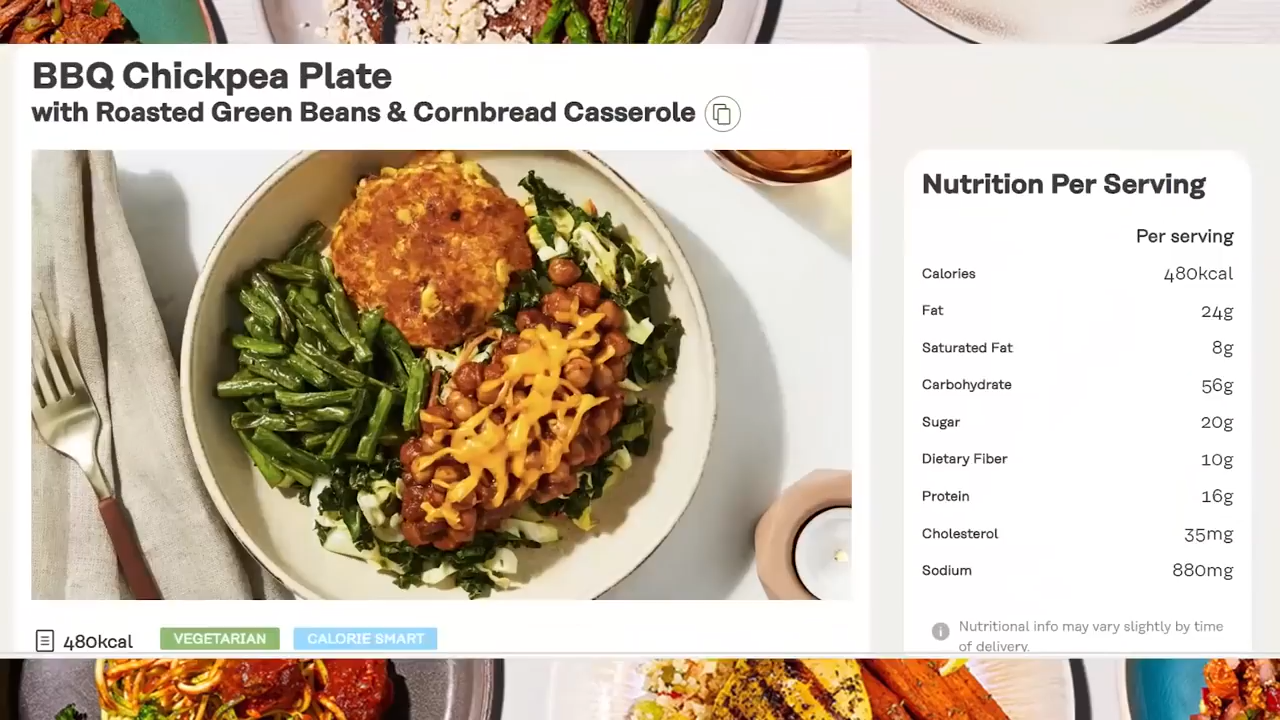 BBQ Chickpea Plate
with Roasted Green Beans & Cornbread Casserole
Nutrition Per Serving
Per serving
Calories 480kcal
Fat 24g
Saturated Fat 8g
Carbohydrate 56g
Sugar 20g
Dietary Fiber 10g
Protein 16g
Cholesterol 35mg
Sodium 880mg
Nutritional info may vary slightly by time
of delivery.
480kcal VEGETARIAN CALORIE SMART